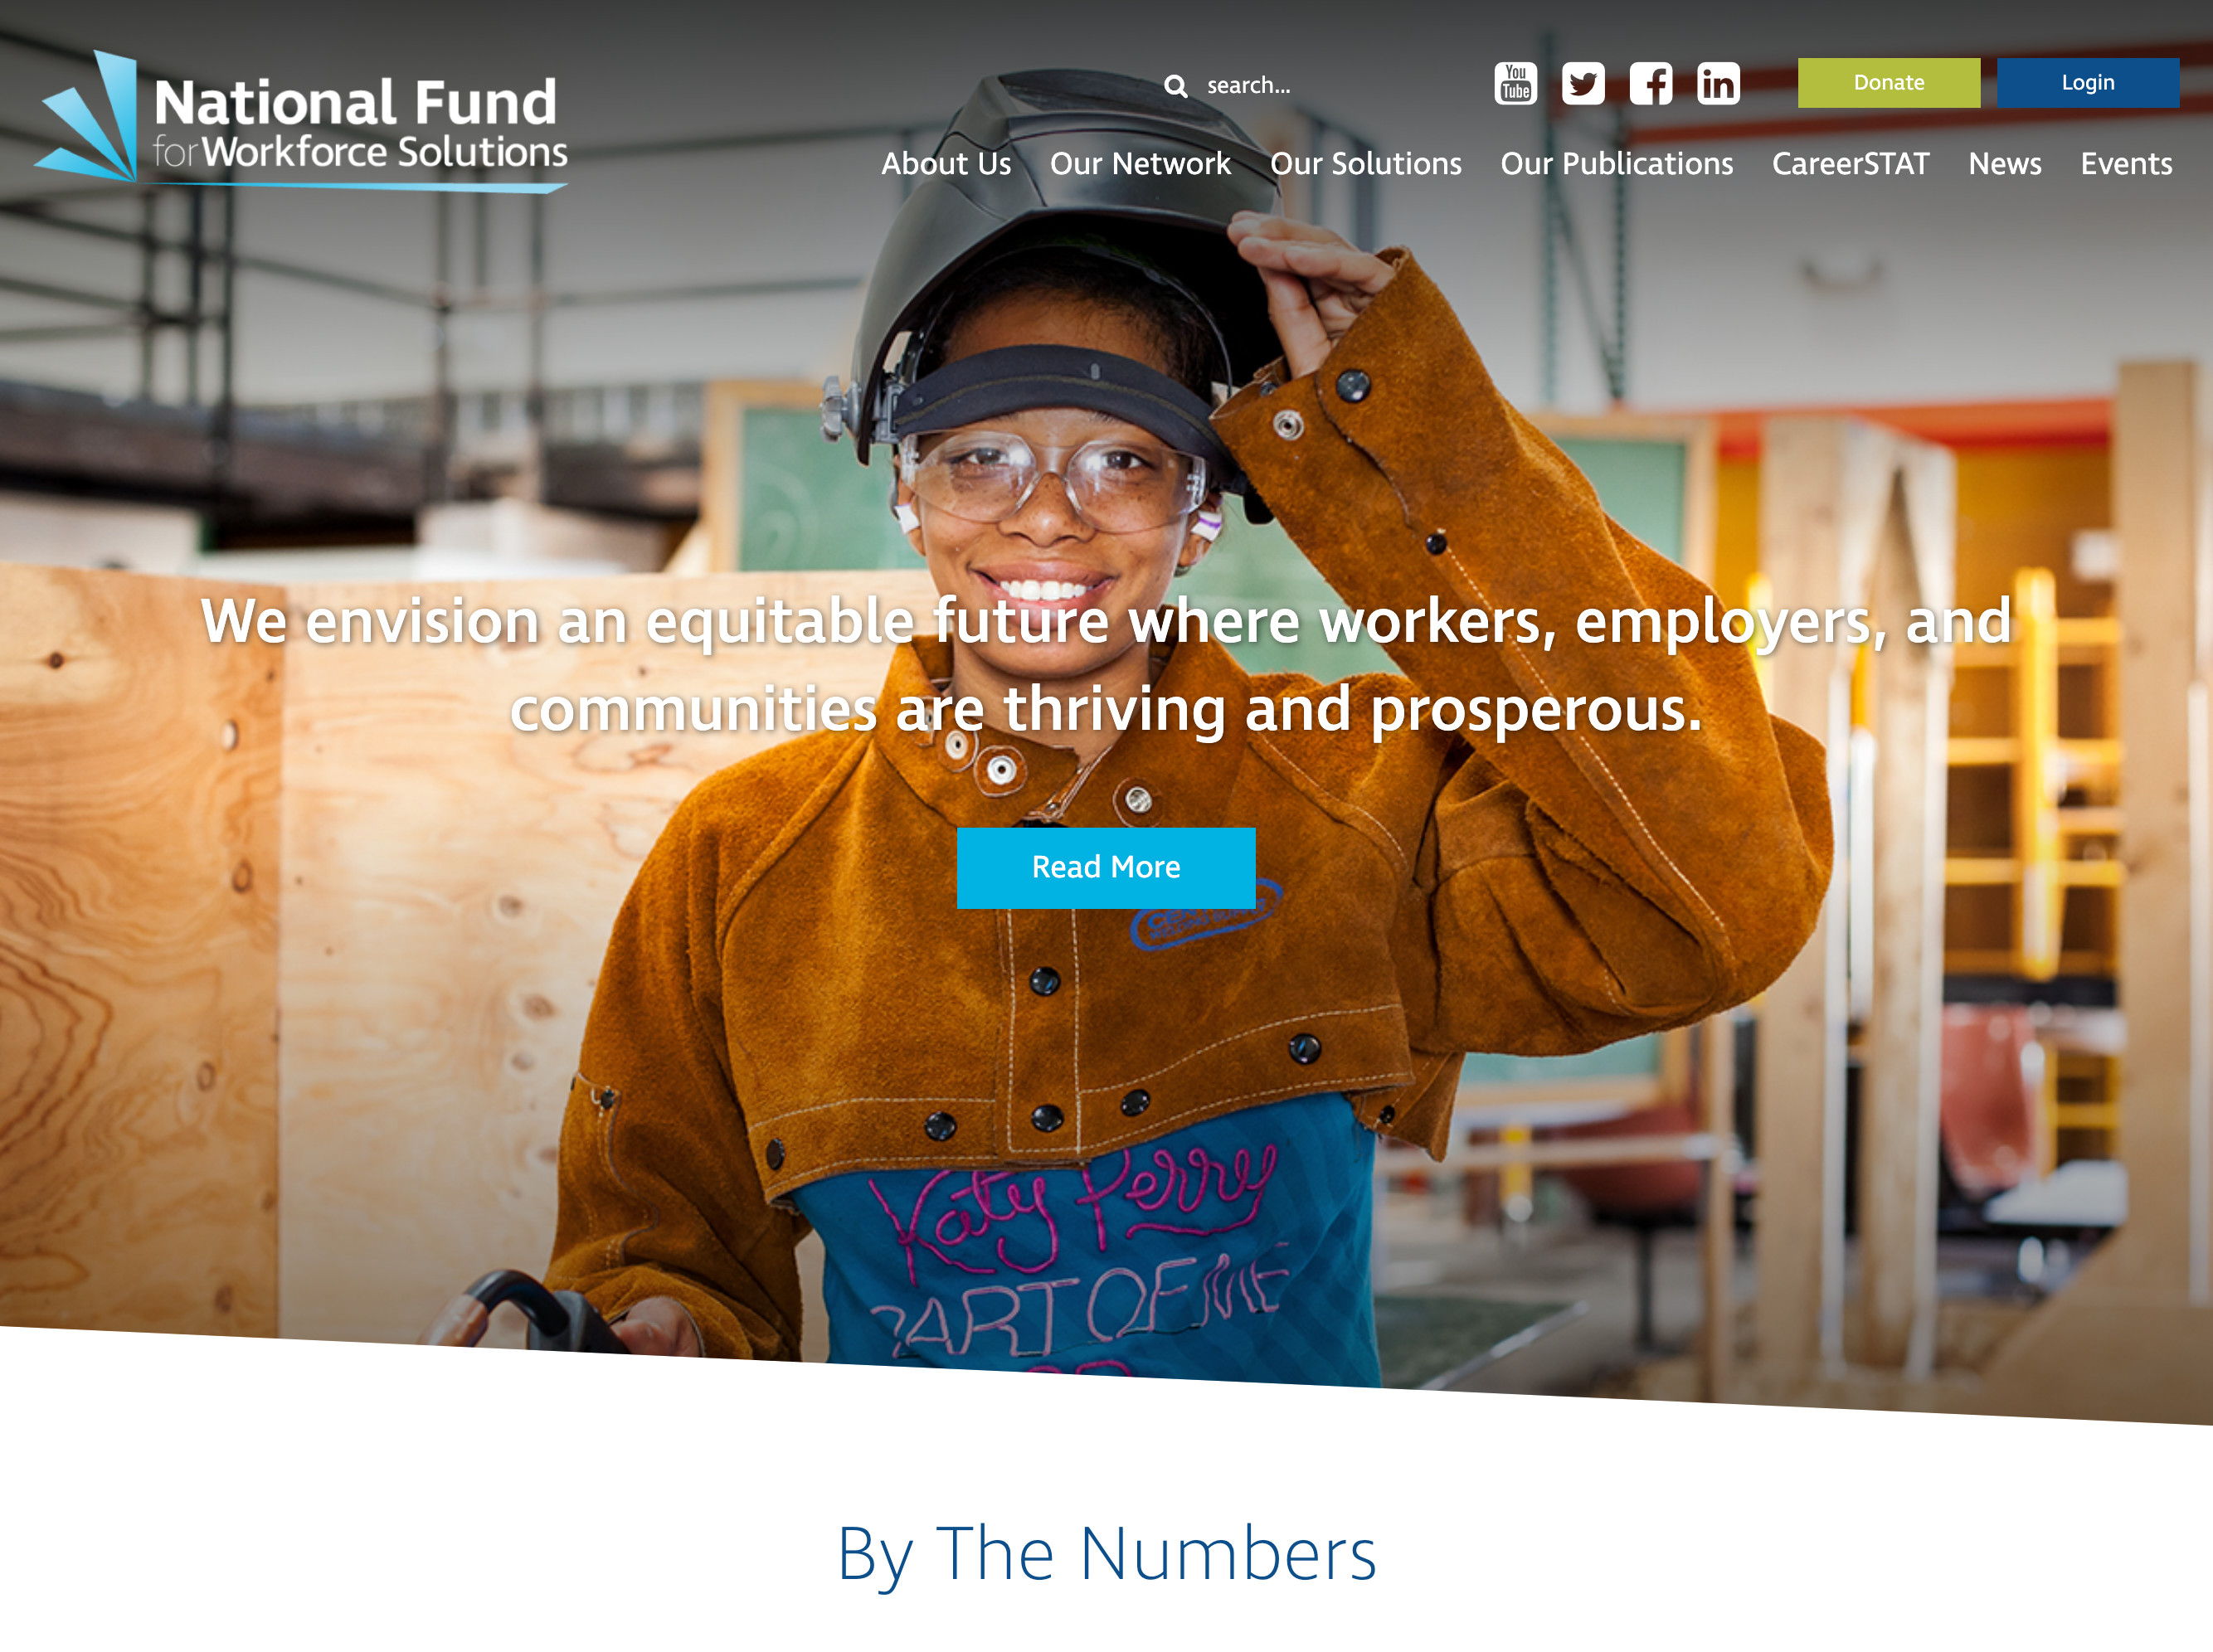 National Fund
for Workforce Solutions
search...
You
Tube
Donate
Login
About Us
Our Network
Our Solutions
Our Publications
CareerSTAT
News
Events
We envision an equitable future where workers, employers, and
communities are thriving and prosperous.
Read More
Katy Perry
PART OF ME
By The Numbers